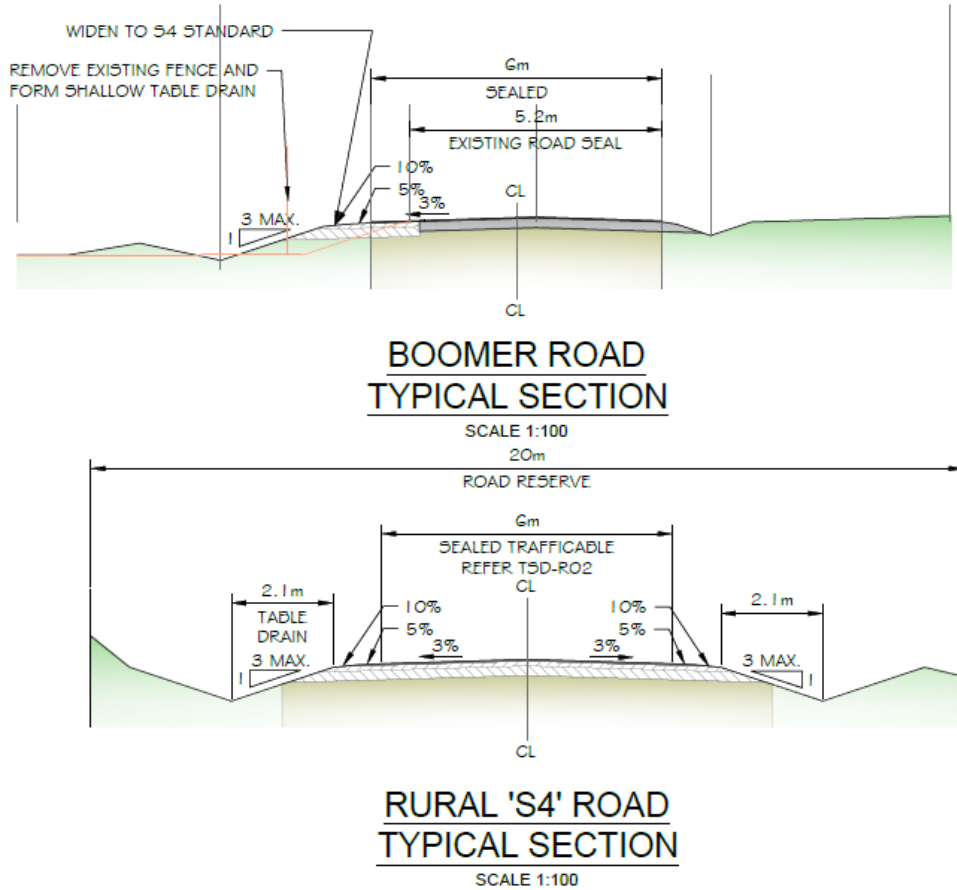 WIDEN TO S4 STANDARD
REMOVE EXISTING FENCE AND
FORM SHALLOW TABLE DRAIN
6m
SEALED
5.2m
EXISTING ROAD SEAL
10%
5%
3%
CL
3 MAX.
1
CL
BOOMER ROAD
TYPICAL SECTION
SCALE 1:100
20m
ROAD RESERVE
6m
SEALED TRAFFICABLE
REFER TSD-R02
CL
2.1m
TABLE
DRAIN
10%
5%
3%
3%
10%
5%
2.1m
3 MAX.
1
3 MAX.
1
CL
RURAL 'S4' ROAD
TYPICAL SECTION
SCALE 1:100